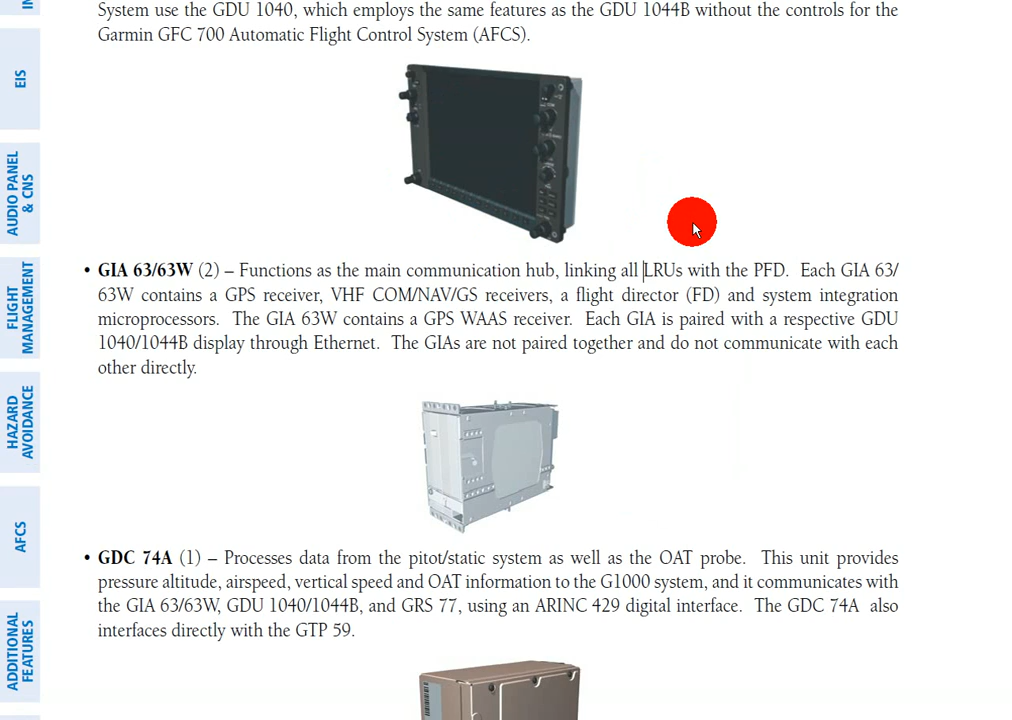 IN
EIS
AUDIO PANEL
& CNS
FLIGHT
MANAGEMENT
HAZARD
AVOIDANCE
AFCS
ADDITIONAL
FEATURES
System use the GDU 1040, which employs the same features as the GDU 1044B without the controls for the
Garmin GFC 700 Automatic Flight Control System (AFCS).
• GIA 63/63W (2) – Functions as the main communication hub, linking all LRUs with the PFD. Each GIA 63/
63W contains a GPS receiver, VHF COM/NAV/GS receivers, a flight director (FD) and system integration
microprocessors. The GIA 63W contains a GPS WAAS receiver. Each GIA is paired with a respective GDU
1040/1044B display through Ethernet. The GIAs are not paired together and do not communicate with each
other directly.
• GDC 74A (1) – Processes data from the pitot/static system as well as the OAT probe. This unit provides
pressure altitude, airspeed, vertical speed and OAT information to the G1000 system, and it communicates with
the GIA 63/63W, GDU 1040/1044B, and GRS 77, using an ARINC 429 digital interface. The GDC 74A also
interfaces directly with the GTP 59.